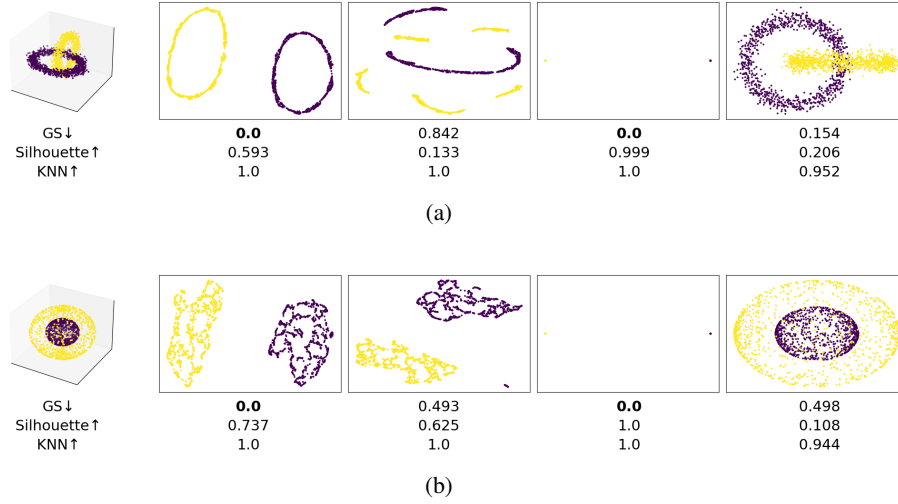 GS↓ 0.0 0.842 0.0 0.154
Silhouette↑ 0.593 0.133 0.999 0.206
KNN↑ 1.0 1.0 1.0 0.952
(a)
GS↓ 0.0 0.493 0.0 0.498
Silhouette↑ 0.737 0.625 1.0 0.108
KNN↑ 1.0 1.0 1.0 0.944
(b)